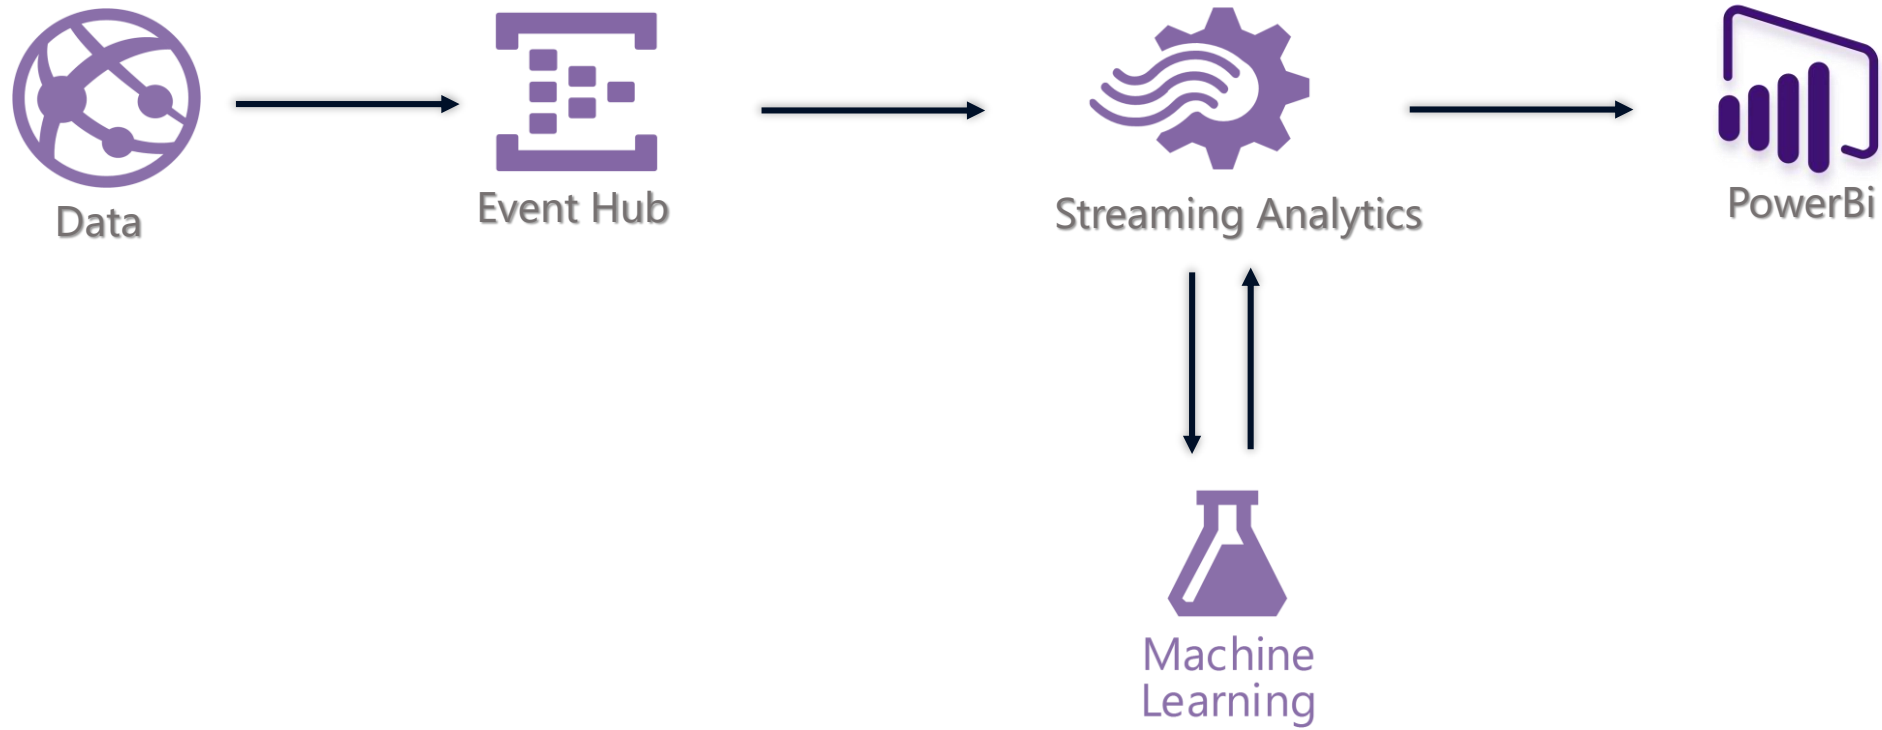 Data
Event Hub
Streaming Analytics
PowerBi
Machine
Learning